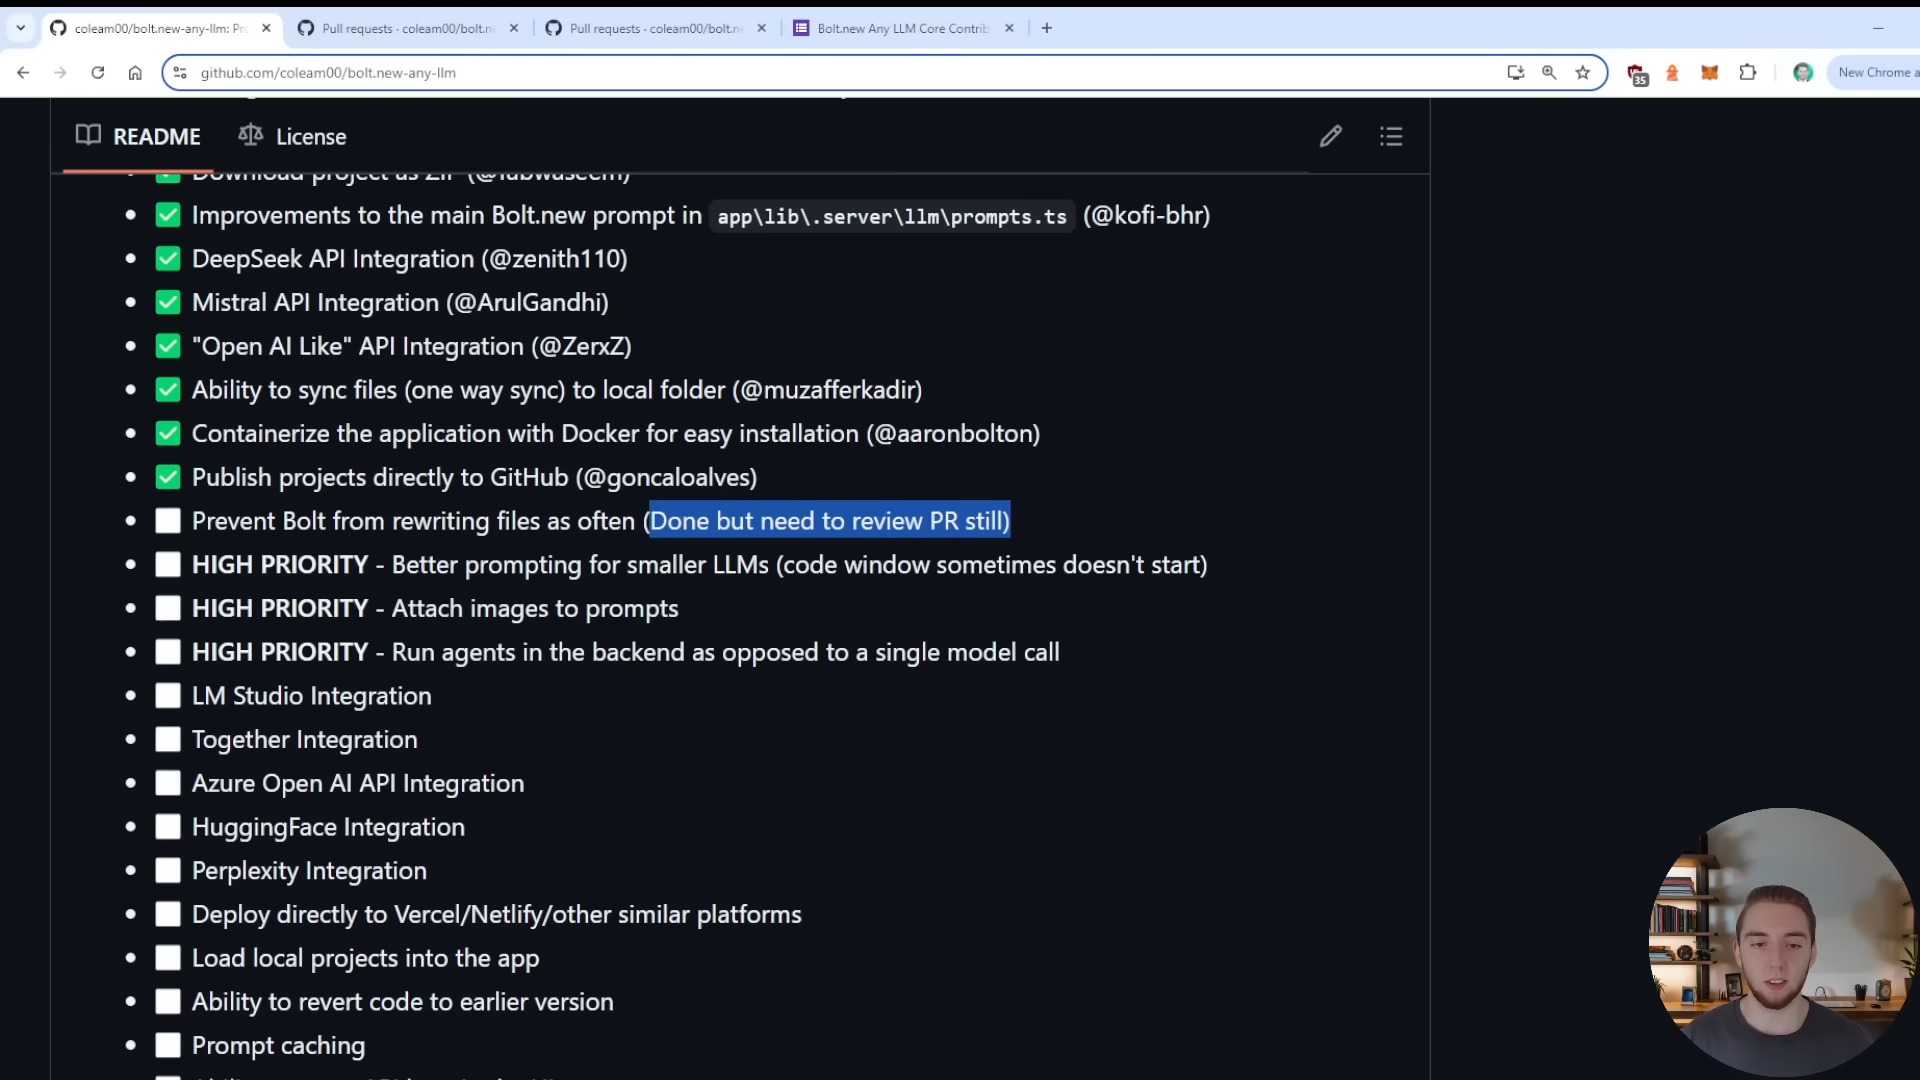 coleam00/bolt.new-any-llm: Pro
Pull requests · coleam00/bolt.n
Pull requests · coleam00/bolt.n
Bolt.new Any LLM Core Contrib
github.com/coleam00/bolt.new-any-llm
35
New Chrome a
README
License
Download project as ZIP (@fabwaseem)
Improvements to the main Bolt.new prompt in app\lib\.server\llm\prompts.ts (@kofi-bhr)
DeepSeek API Integration (@zenith110)
Mistral API Integration (@ArulGandhi)
"Open AI Like" API Integration (@ZerxZ)
Ability to sync files (one way sync) to local folder (@muzafferkadir)
Containerize the application with Docker for easy installation (@aaronbolton)
Publish projects directly to GitHub (@goncaloalves)
Prevent Bolt from rewriting files as often (Done but need to review PR still)
HIGH PRIORITY - Better prompting for smaller LLMs (code window sometimes doesn't start)
HIGH PRIORITY - Attach images to prompts
HIGH PRIORITY - Run agents in the backend as opposed to a single model call
LM Studio Integration
Together Integration
Azure Open AI API Integration
HuggingFace Integration
Perplexity Integration
Deploy directly to Vercel/Netlify/other similar platforms
Load local projects into the app
Ability to revert code to earlier version
Prompt caching